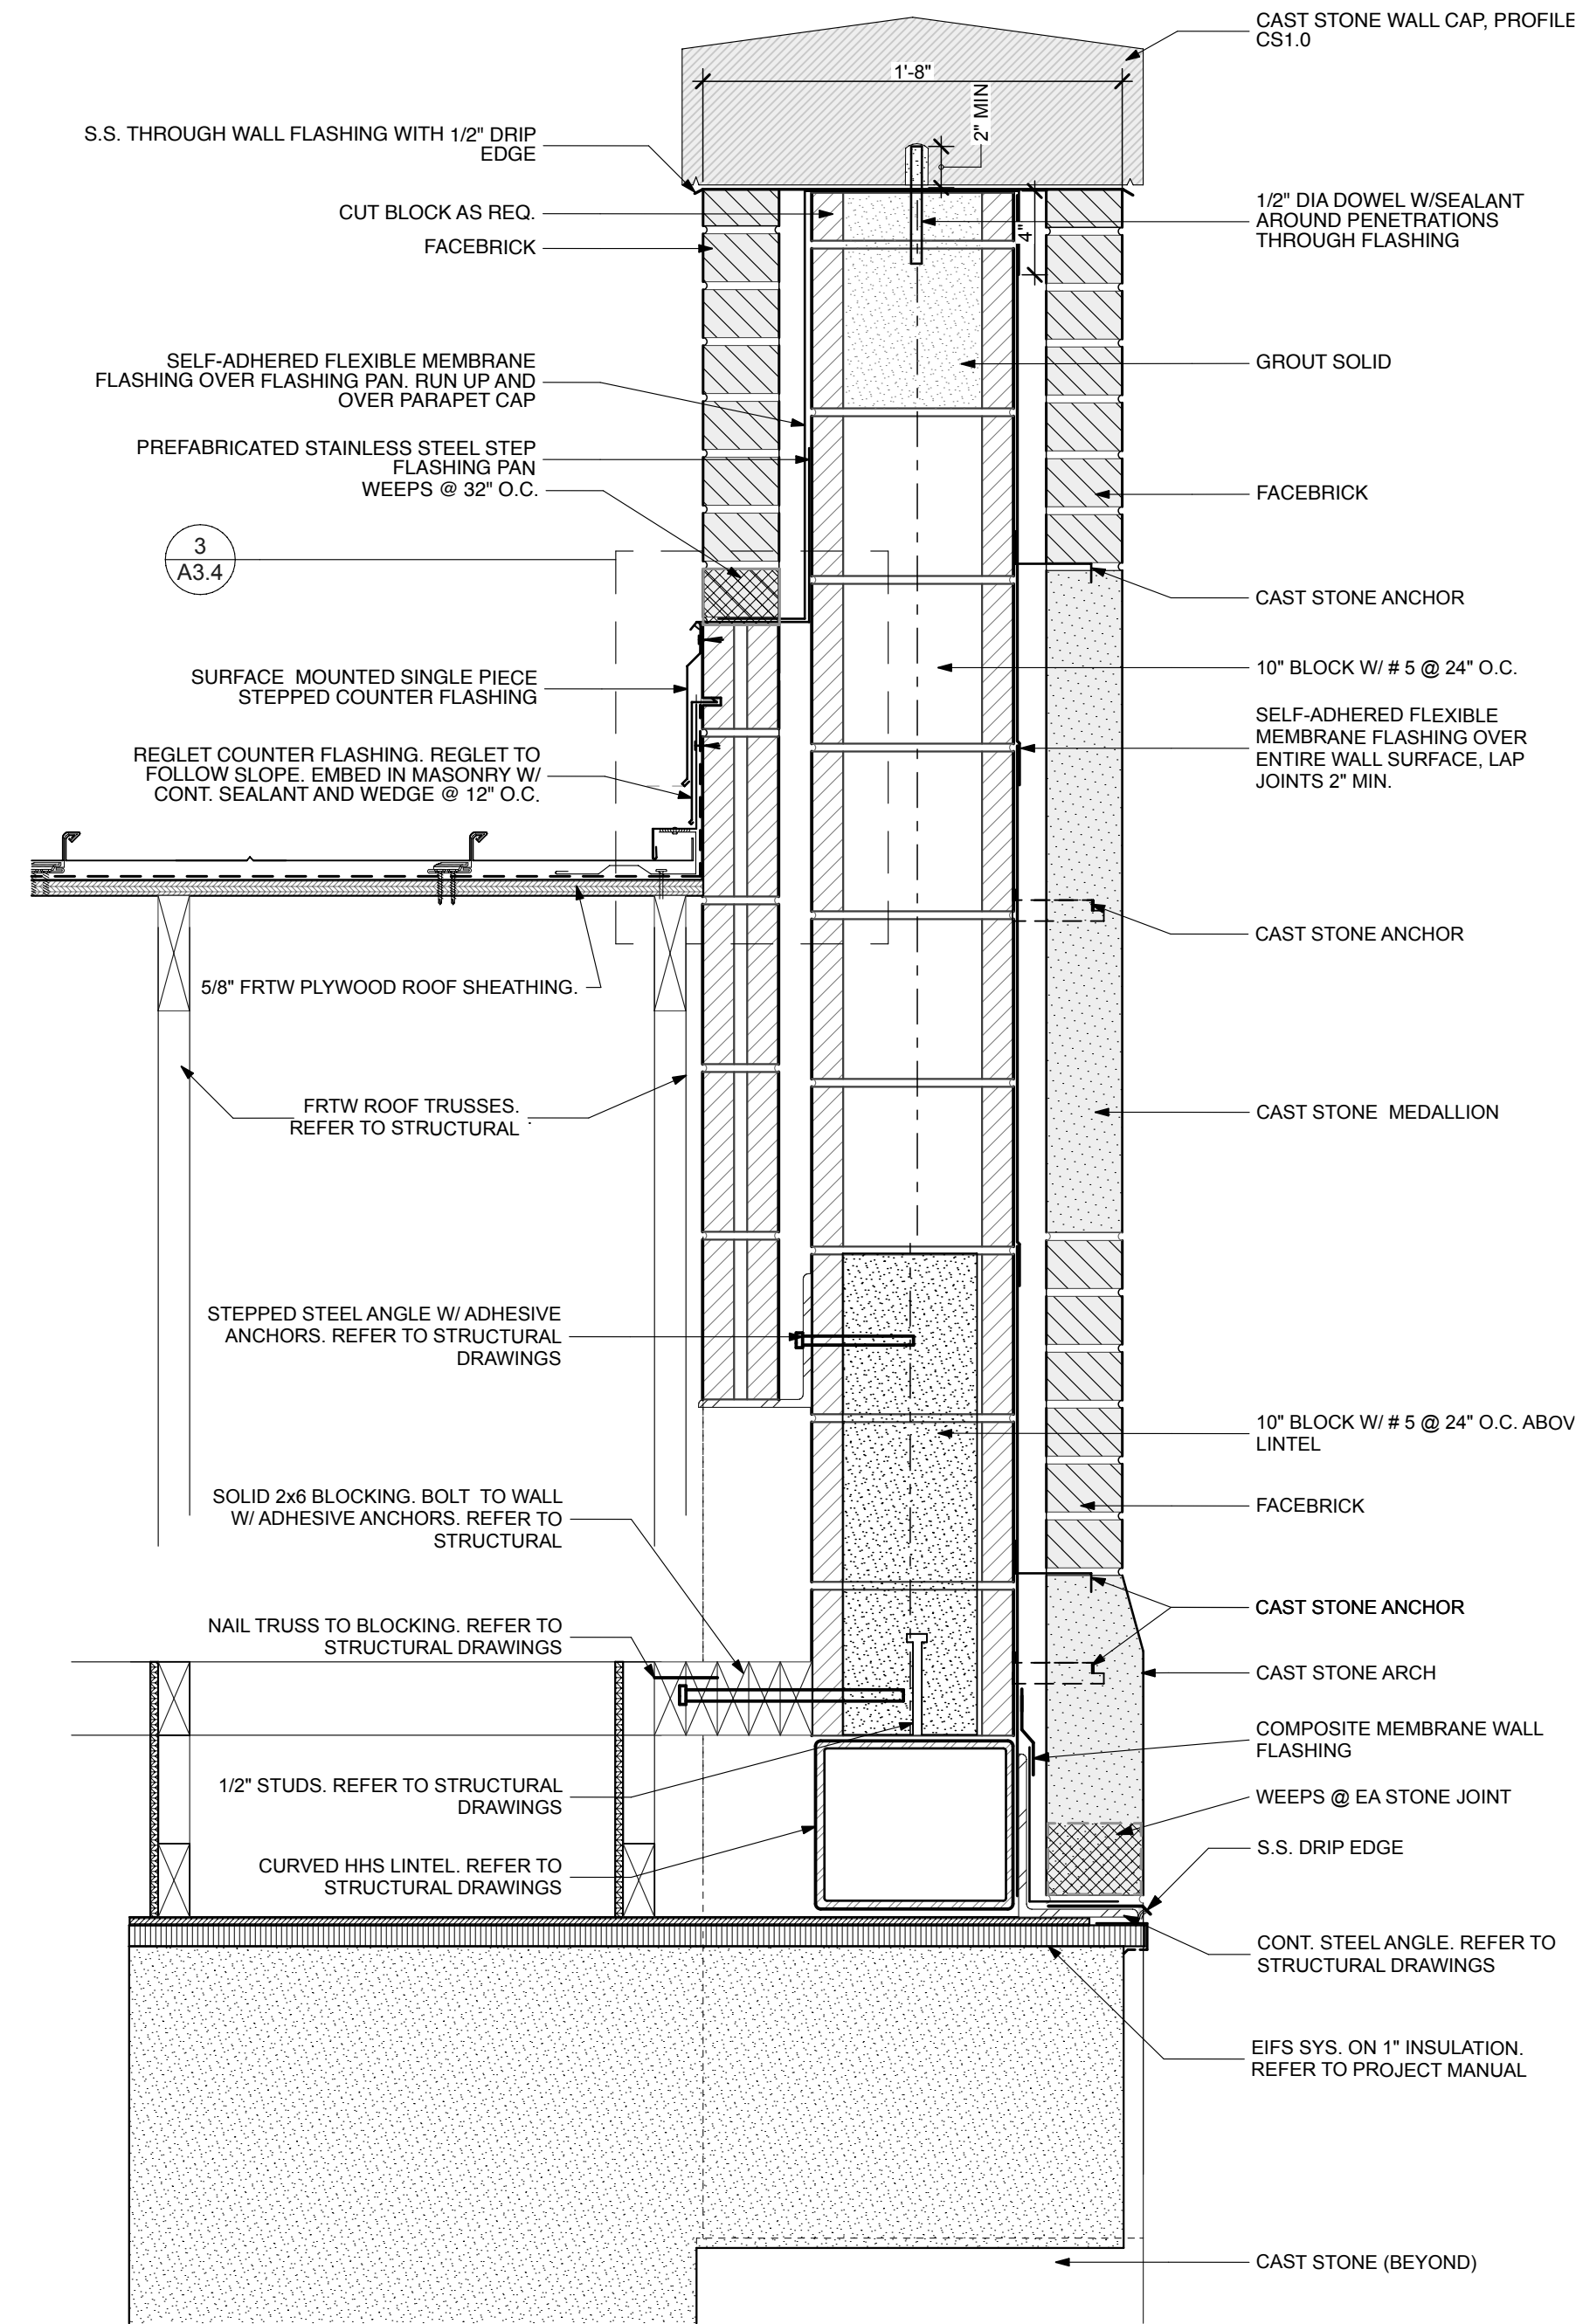 CAST STONE WALL CAP, PROFILE
CS1.0
1'-8"
2" MIN
S.S. THROUGH WALL FLASHING WITH 1/2" DRIP
EDGE
CUT BLOCK AS REQ.
FACEBRICK
1/2" DIA DOWEL W/SEALANT
AROUND PENETRATIONS
THROUGH FLASHING
4"
GROUT SOLID
SELF-ADHERED FLEXIBLE MEMBRANE
FLASHING OVER FLASHING PAN. RUN UP AND
OVER PARAPET CAP
PREFABRICATED STAINLESS STEEL STEP
FLASHING PAN
WEEPS @ 32" O.C.
FACEBRICK
3
A3.4
CAST STONE ANCHOR
SURFACE MOUNTED SINGLE PIECE
STEPPED COUNTER FLASHING
10" BLOCK W/ # 5 @ 24" O.C.
SELF-ADHERED FLEXIBLE
MEMBRANE FLASHING OVER
ENTIRE WALL SURFACE, LAP
JOINTS 2" MIN.
REGLET COUNTER FLASHING. REGLET TO
FOLLOW SLOPE. EMBED IN MASONRY W/
CONT. SEALANT AND WEDGE @ 12" O.C.
CAST STONE ANCHOR
5/8" FRTW PLYWOOD ROOF SHEATHING.
FRTW ROOF TRUSSES.
REFER TO STRUCTURAL
CAST STONE MEDALLION
STEPPED STEEL ANGLE W/ ADHESIVE
ANCHORS. REFER TO STRUCTURAL
DRAWINGS
10" BLOCK W/ # 5 @ 24" O.C. ABOV
LINTEL
SOLID 2x6 BLOCKING. BOLT TO WALL
W/ ADHESIVE ANCHORS. REFER TO
STRUCTURAL
FACEBRICK
NAIL TRUSS TO BLOCKING. REFER TO
STRUCTURAL DRAWINGS
CAST STONE ANCHOR
CAST STONE ARCH
COMPOSITE MEMBRANE WALL
FLASHING
1/2" STUDS. REFER TO STRUCTURAL
DRAWINGS
WEEPS @ EA STONE JOINT
S.S. DRIP EDGE
CURVED HHS LINTEL. REFER TO
STRUCTURAL DRAWINGS
CONT. STEEL ANGLE. REFER TO
STRUCTURAL DRAWINGS
EIFS SYS. ON 1" INSULATION.
REFER TO PROJECT MANUAL
CAST STONE (BEYOND)